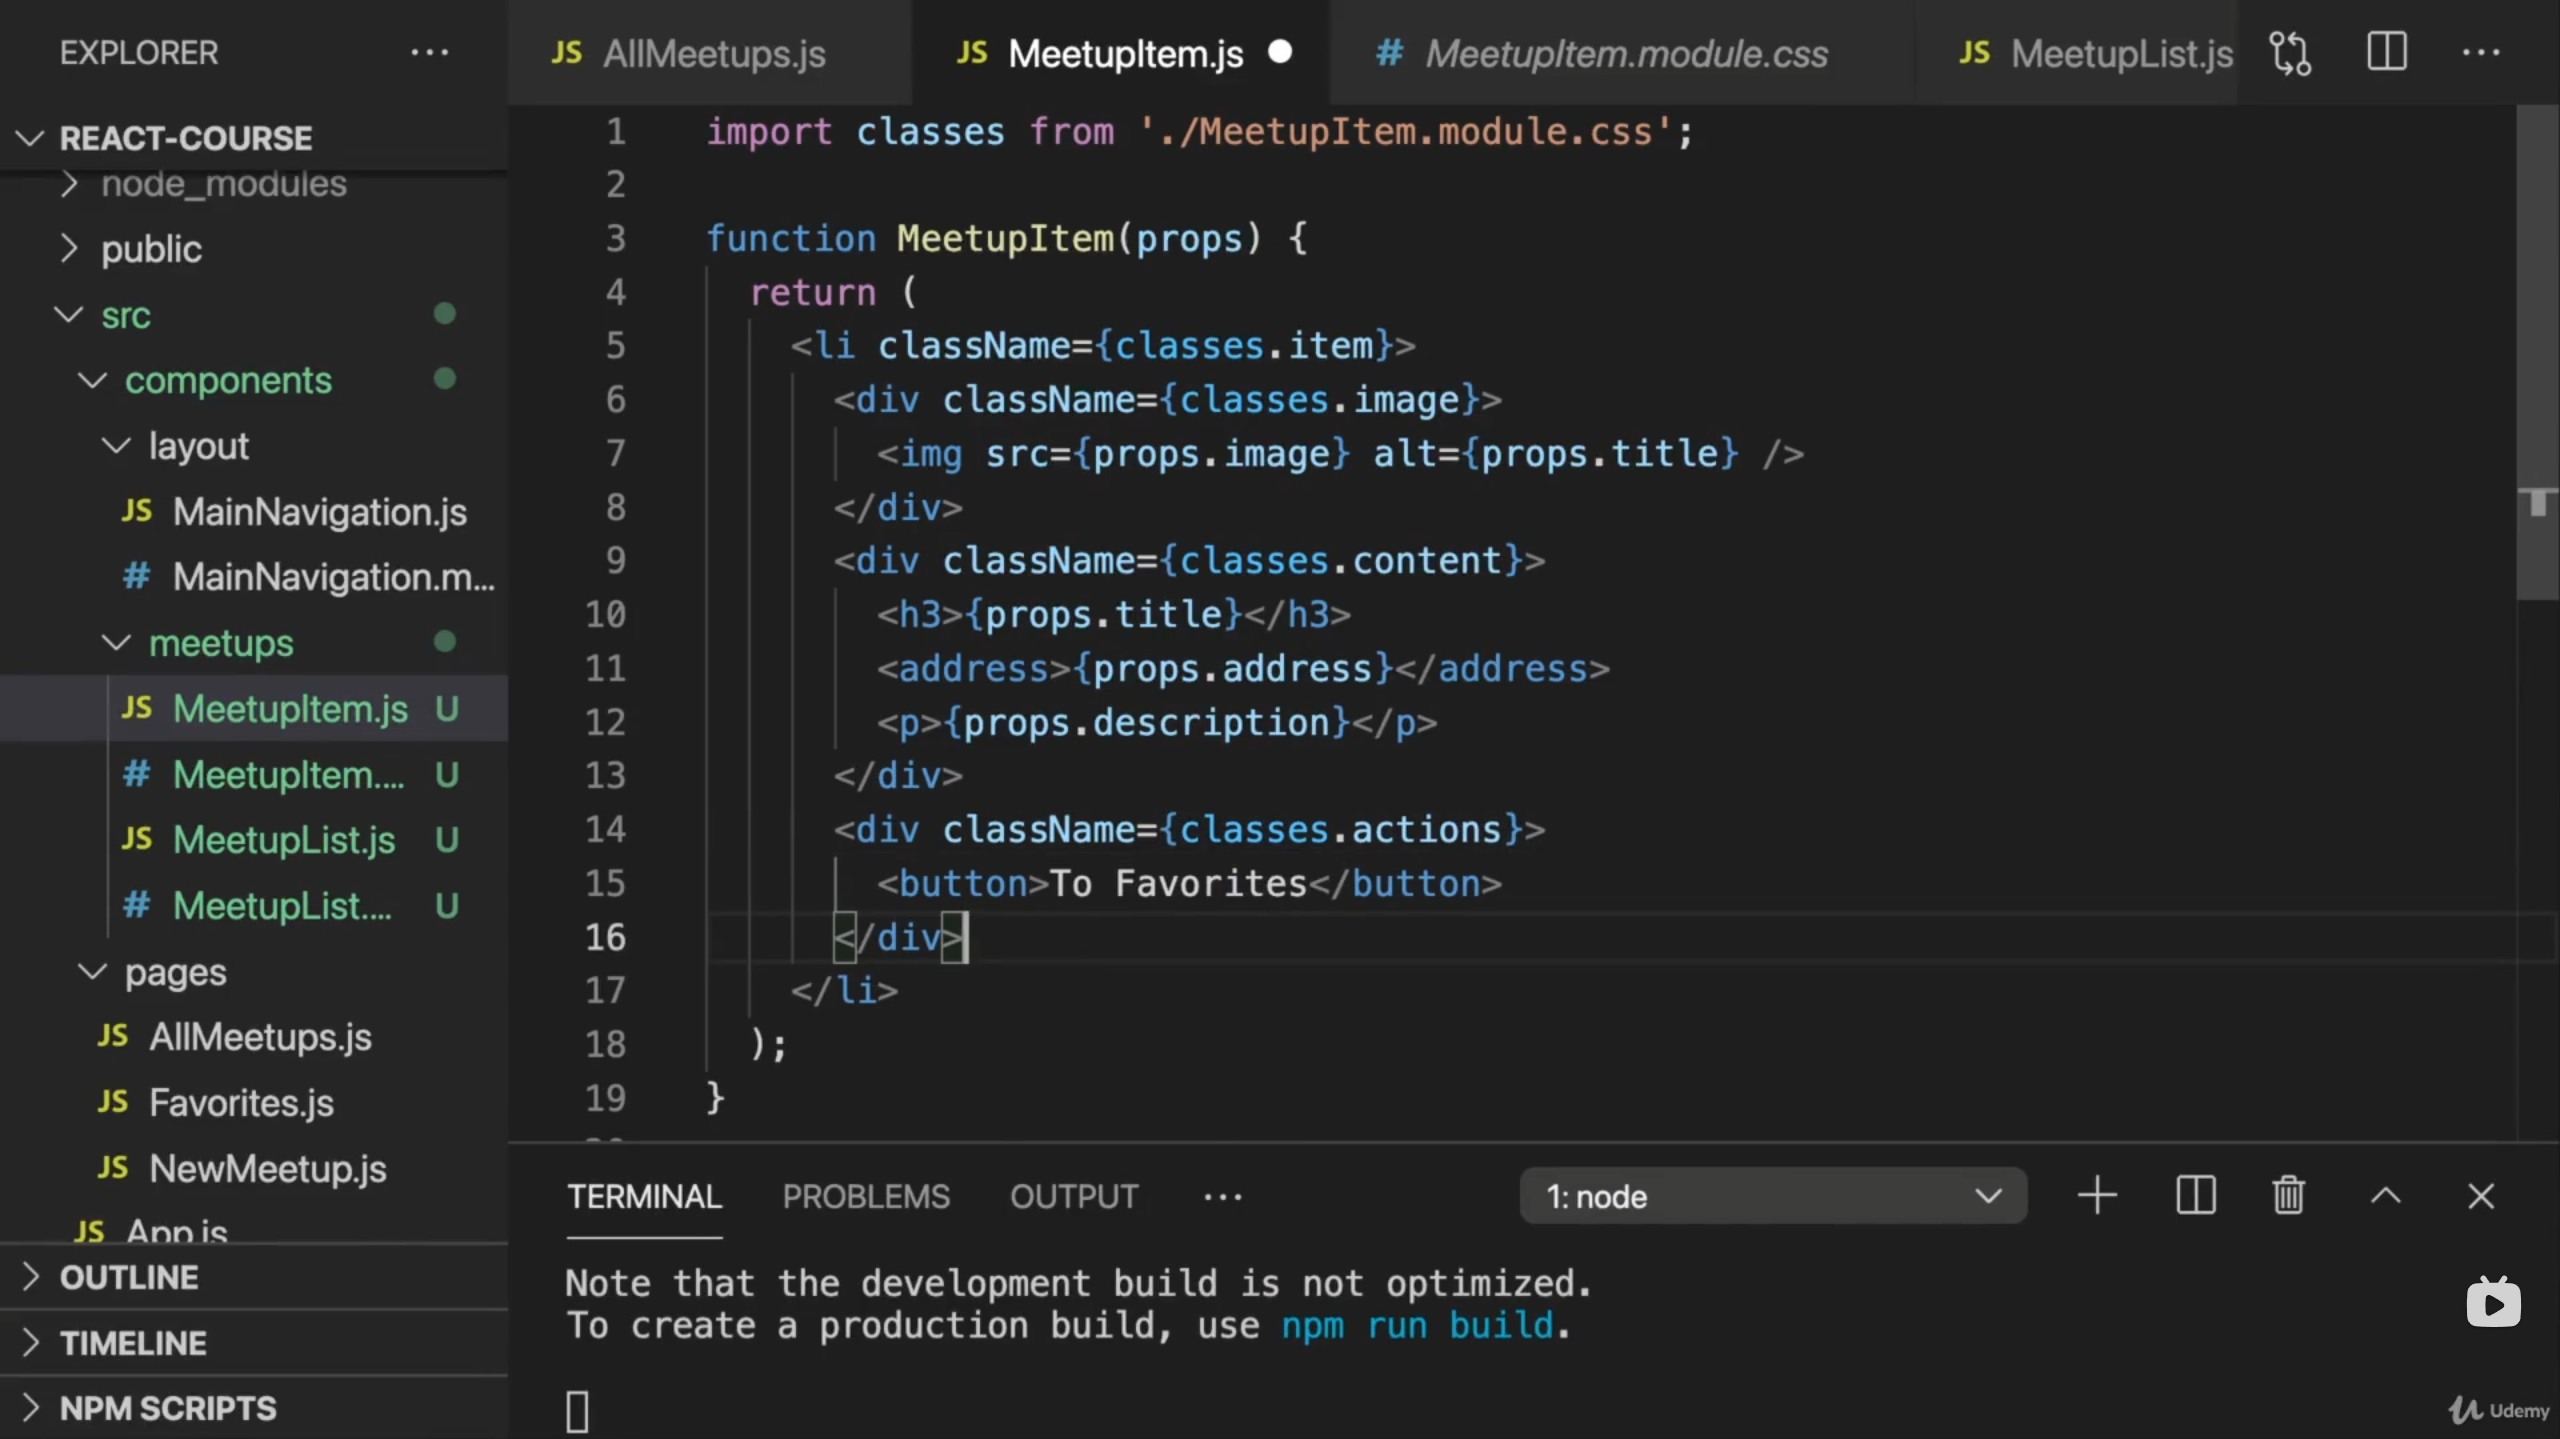 EXPLORER
REACT-COURSE
node_modules
public
src
components
layout
JS MainNavigation.js
# MainNavigation.m...
meetups
JS MeetupItem.js U
# MeetupItem.... U
JS MeetupList.js U
# MeetupList.... U
pages
JS AllMeetups.js
JS Favorites.js
JS NewMeetup.js
JS App.js
OUTLINE
TIMELINE
NPM SCRIPTS
JS AllMeetups.js
JS MeetupItem.js
# MeetupItem.module.css
JS MeetupList.js
1 import classes from './MeetupItem.module.css';
2
3 function MeetupItem(props) {
4 return (
5 <li className={classes.item}>
6 <div className={classes.image}>
7 <img src={props.image} alt={props.title} />
8 </div>
9 <div className={classes.content}>
10 <h3>{props.title}</h3>
11 <address>{props.address}</address>
12 <p>{props.description}</p>
13 </div>
14 <div className={classes.actions}>
15 <button>To Favorites</button>
16 </div>
17 </li>
18 );
19 }
TERMINAL PROBLEMS OUTPUT
1: node
Note that the development build is not optimized.
To create a production build, use npm run build.
Udemy